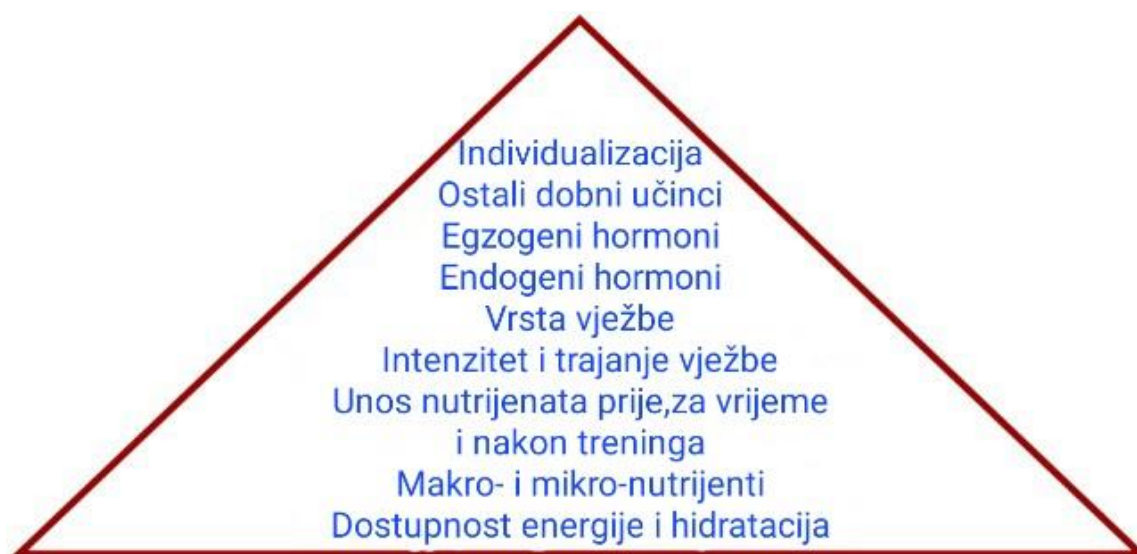 Individualizacija
Ostali dobni učinci
Egzogeni hormoni
Endogeni hormoni
Vrsta vježbe
Intenzitet i trajanje vježbe
Unos nutrijenata prije,za vrijeme
i nakon treninga
Makro- i mikro-nutrijenti
Dostupnost energije i hidratacija